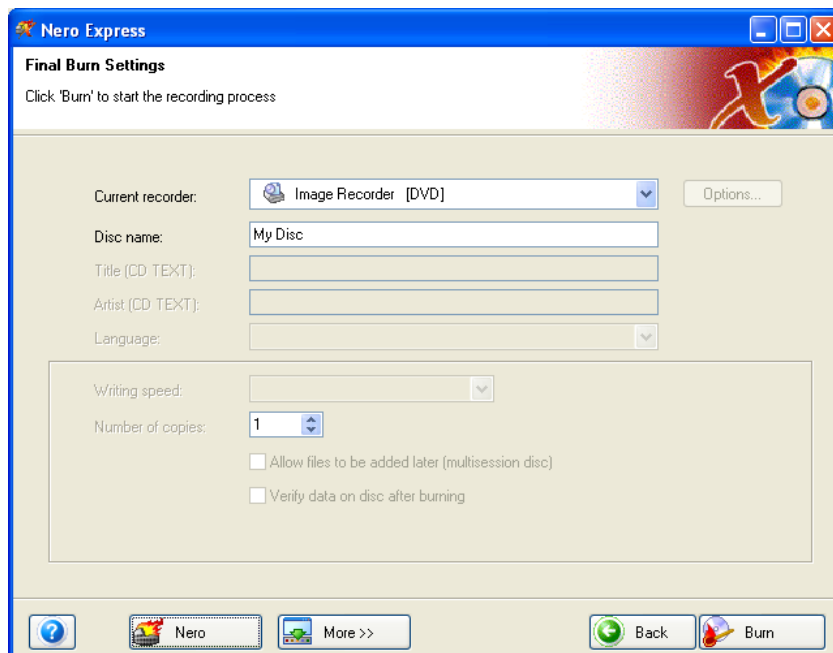 Nero Express
Final Burn Settings
Click 'Burn' to start the recording process
Current recorder: Image Recorder [DVD] Options...
Disc name: My Disc
Title (CD TEXT):
Artist (CD TEXT):
Language:
Writing speed:
Number of copies: 1
Allow files to be added later (multisession disc)
Verify data on disc after burning
Nero More >> Back Burn